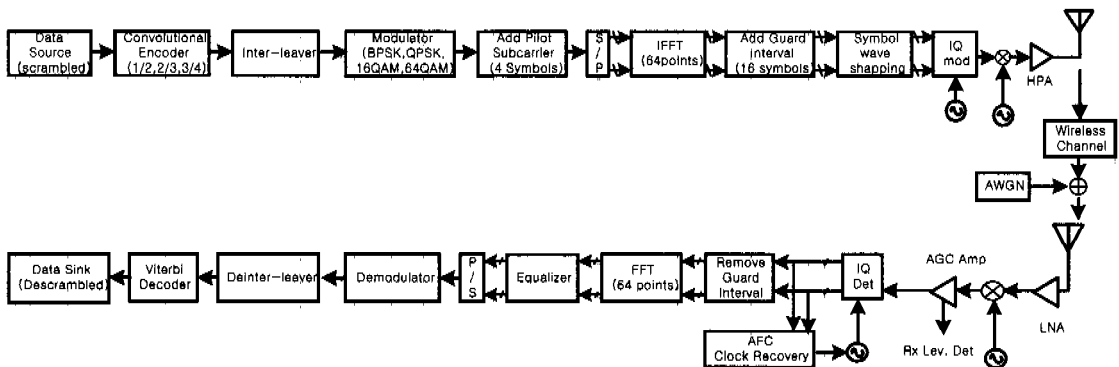 Data
Source
(scrambled)
Convolutional
Encoder
(1/2,2/3,3/4)
Inter-leaver
Modulator
(BPSK,QPSK,
16QAM,64QAM)
Add Pilot
Subcarrier
(4 Symbols)
S
/
P
IFFT
(64points)
Add Guard
interval
(16 symbols)
Symbol
wave
shapping
IQ
mod
HPA
Wireless
Channel
AWGN
Data Sink
(Descrambled)
Viterbi
Decoder
Deinter-leaver
Demodulator
P
/
S
Equalizer
FFT
(64 points)
Remove
Guard
Interval
IQ
Det
AGC Amp
LNA
AFC
Clock Recovery
Rx Lev. Det